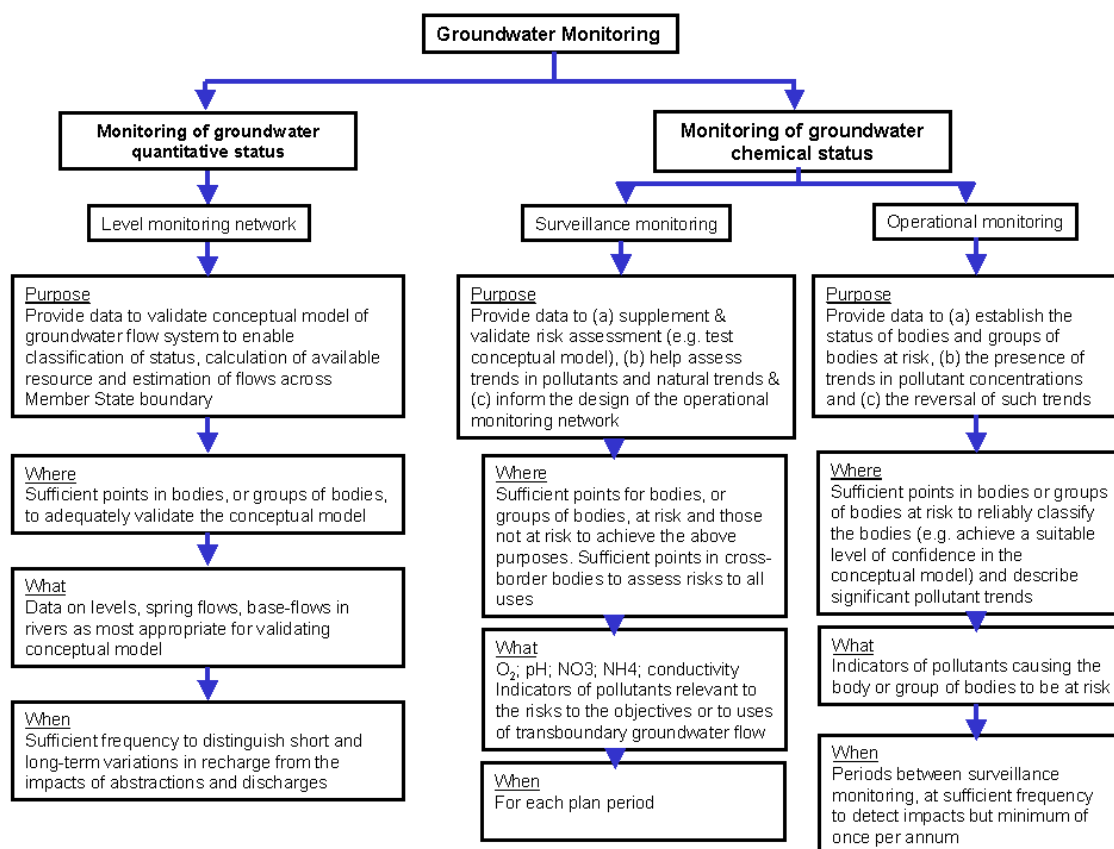 Groundwater Monitoring
Monitoring of groundwater
quantitative status
Monitoring of groundwater
chemical status
Level monitoring network
Surveillance monitoring
Operational monitoring
Purpose
Provide data to validate conceptual model of
groundwater flow system to enable
classification of status, calculation of available
resource and estimation of flows across
Member State boundary
Where
Sufficient points in bodies, or groups of bodies,
to adequately validate the conceptual model
What
Data on levels, spring flows, base-flows in
rivers as most appropriate for validating
conceptual model
When
Sufficient frequency to distinguish short and
long-term variations in recharge from the
impacts of abstractions and discharges
Purpose
Provide data to (a) supplement &
validate risk assessment (e.g. test
conceptual model), (b) help assess
trends in pollutants and natural trends &
(c) inform the design of the operational
monitoring network
Where
Sufficient points for bodies, or
groups of bodies, at risk and those
not at risk to achieve the above
purposes. Sufficient points in cross-
border bodies to assess risks to all
uses
What
O₂; pH; NO3; NH4; conductivity
Indicators of pollutants relevant to
the risks to the objectives or to uses
of transboundary groundwater flow
When
For each plan period
Purpose
Provide data to (a) establish the
status of bodies and groups of
bodies at risk, (b) the presence of
trends in pollutant concentrations
and (c) the reversal of such trends
Where
Sufficient points in bodies or groups
of bodies at risk to reliably classify
the bodies (e.g. achieve a suitable
level of confidence in the
conceptual model) and describe
significant pollutant trends
What
Indicators of pollutants causing the
body or group of bodies to be at risk
When
Periods between surveillance
monitoring, at sufficient frequency
to detect impacts but minimum of
once per annum